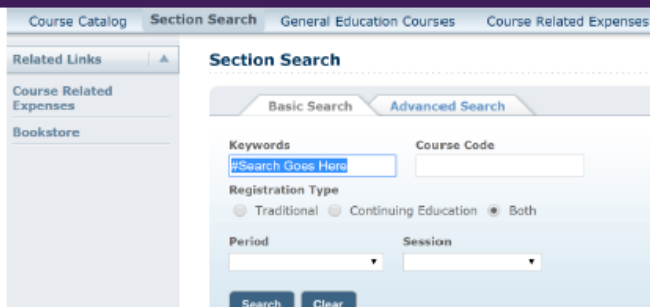 Course Catalog Section Search General Education Courses Course Related Expenses
Related Links
Section Search
Course Related
Expenses
Bookstore
Basic Search Advanced Search
Keywords Course Code
#Search Goes Here
Registration Type
Traditional Continuing Education Both
Period Session
Search Clear